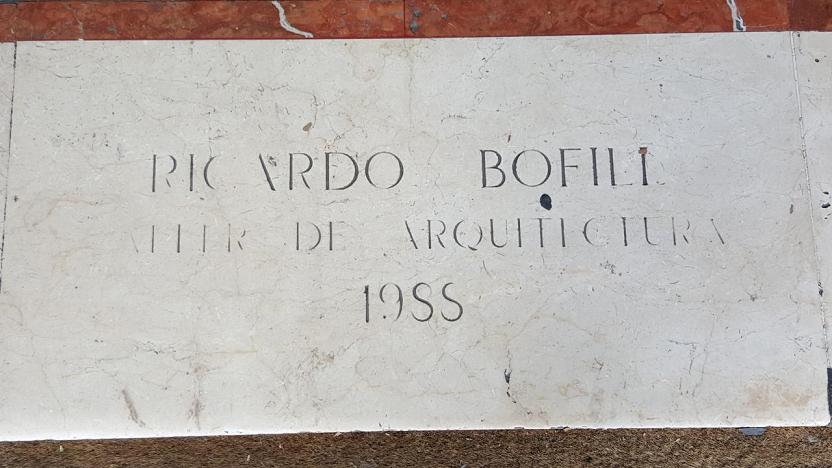 RICARDO BOFILL
TALLER DE ARQUITECTURA
1988